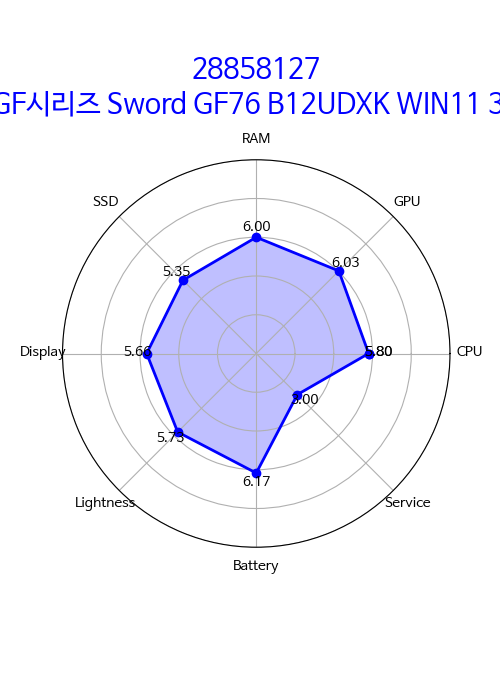 28858127
GF시리즈 Sword GF76 B12UDXK WIN11 3
RAM
SSD
GPU
6.00
5.35
6.03
Display
5.66
5.80
CPU
3.00
5.73
6.17
Lightness
Service
Battery